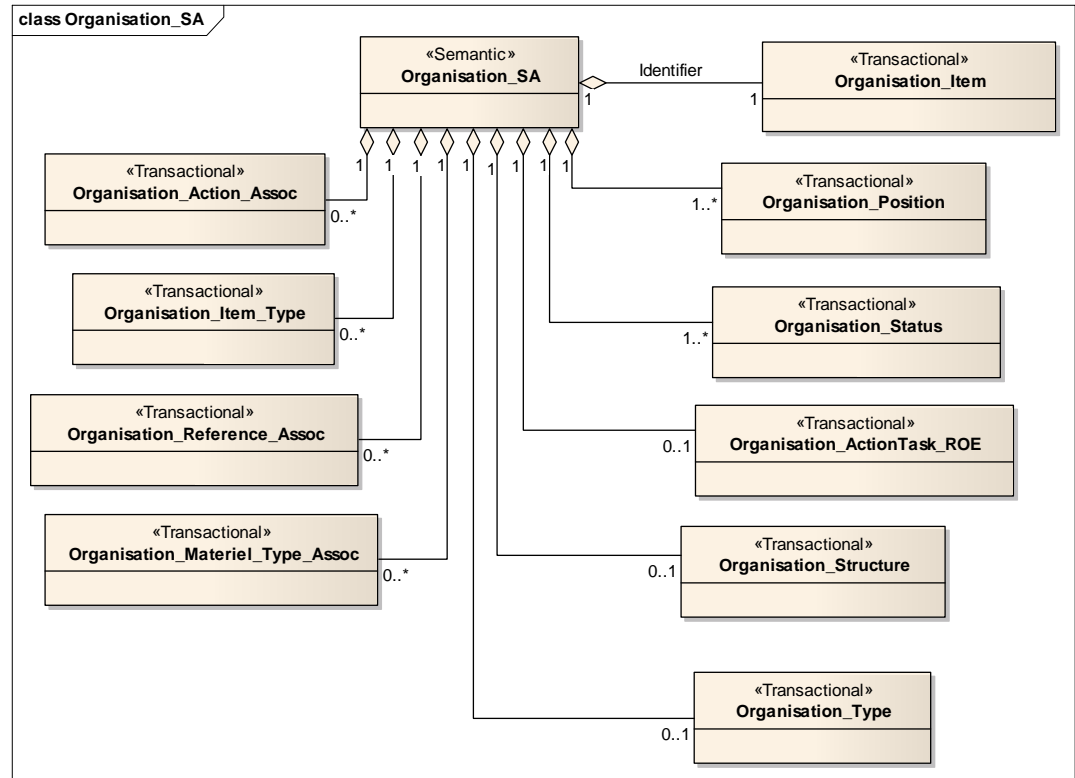 class Organisation_SA
«Semantic»
Organisation_SA
1
Identifier
1
«Transactional»
Organisation_Item
1 1 1 1 1 1 1 1 1
«Transactional»
Organisation_Action_Assoc
0..*
«Transactional»
Organisation_Position
1..*
«Transactional»
Organisation_Item_Type
0..*
«Transactional»
Organisation_Status
1..*
«Transactional»
Organisation_Reference_Assoc
0..*
«Transactional»
Organisation_ActionTask_ROE
0..1
«Transactional»
Organisation_Materiel_Type_Assoc
0..*
«Transactional»
Organisation_Structure
0..1
«Transactional»
Organisation_Type
0..1